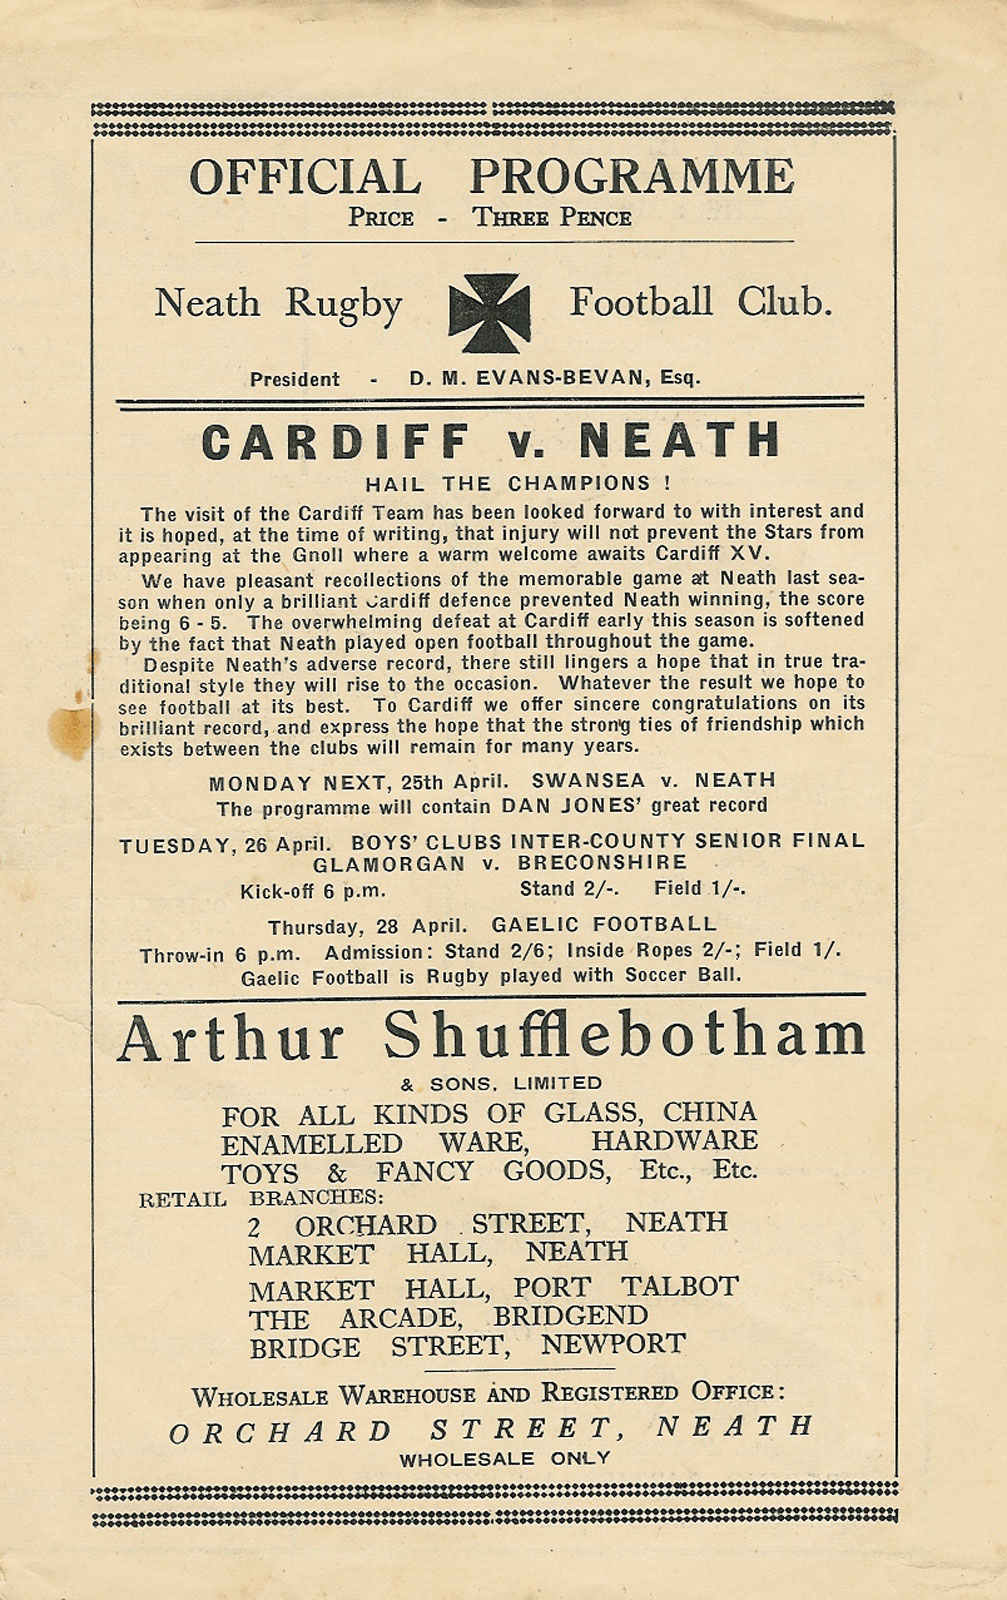 OFFICIAL PROGRAMME
PRICE - THREE PENCE
Neath Rugby Football Club.
President - D. M. EVANS-BEVAN, Esq.
CARDIFF v. NEATH
HAIL THE CHAMPIONS !
The visit of the Cardiff Team has been looked forward to with interest and
it is hoped, at the time of writing, that injury will not prevent the Stars from
appearing at the Gnoll where a warm welcome awaits Cardiff XV.
We have pleasant recollections of the memorable game at Neath last sea-
son when only a brilliant Cardiff defence prevented Neath winning, the score
being 6 - 5. The overwhelming defeat at Cardiff early this season is softened
by the fact that Neath played open football throughout the game.
Despite Neath's adverse record, there still lingers a hope that in true tra-
ditional style they will rise to the occasion. Whatever the result we hope to
see football at its best. To Cardiff we offer sincere congratulations on its
brilliant record, and express the hope that the strong ties of friendship which
exists between the clubs will remain for many years.
MONDAY NEXT, 25th April. SWANSEA v. NEATH
The programme will contain DAN JONES' great record
TUESDAY, 26 April. BOYS' CLUBS INTER-COUNTY SENIOR FINAL
GLAMORGAN v. BRECONSHIRE
Kick-off 6 p.m. Stand 2/-. Field 1/-.
Thursday, 28 April. GAELIC FOOTBALL
Throw-in 6 p.m. Admission: Stand 2/6; Inside Ropes 2/-; Field 1/.
Gaelic Football is Rugby played with Soccer Ball.
Arthur Shufflebotham
& SONS, LIMITED
FOR ALL KINDS OF GLASS, CHINA
ENAMELLED WARE, HARDWARE
TOYS & FANCY GOODS, Etc., Etc.
RETAIL BRANCHES:
2 ORCHARD STREET, NEATH
MARKET HALL, NEATH
MARKET HALL, PORT TALBOT
THE ARCADE, BRIDGEND
BRIDGE STREET, NEWPORT
WHOLESALE WAREHOUSE AND REGISTERED OFFICE:
ORCHARD STREET, NEATH
WHOLESALE ONLY